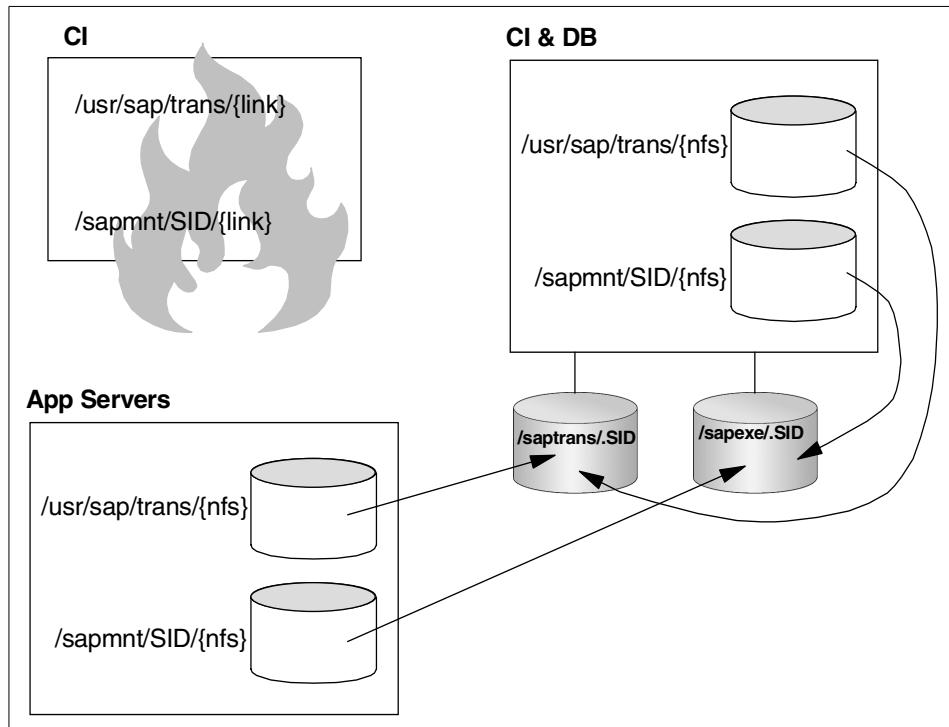 CI
/usr/sap/trans/{link}
/sapmnt/SID/{link}
CI & DB
/usr/sap/trans/{nfs}
/sapmnt/SID/{nfs}
/saptrans/.SID
/sapexe/.SID
App Servers
/usr/sap/trans/{nfs}
/sapmnt/SID/{nfs}